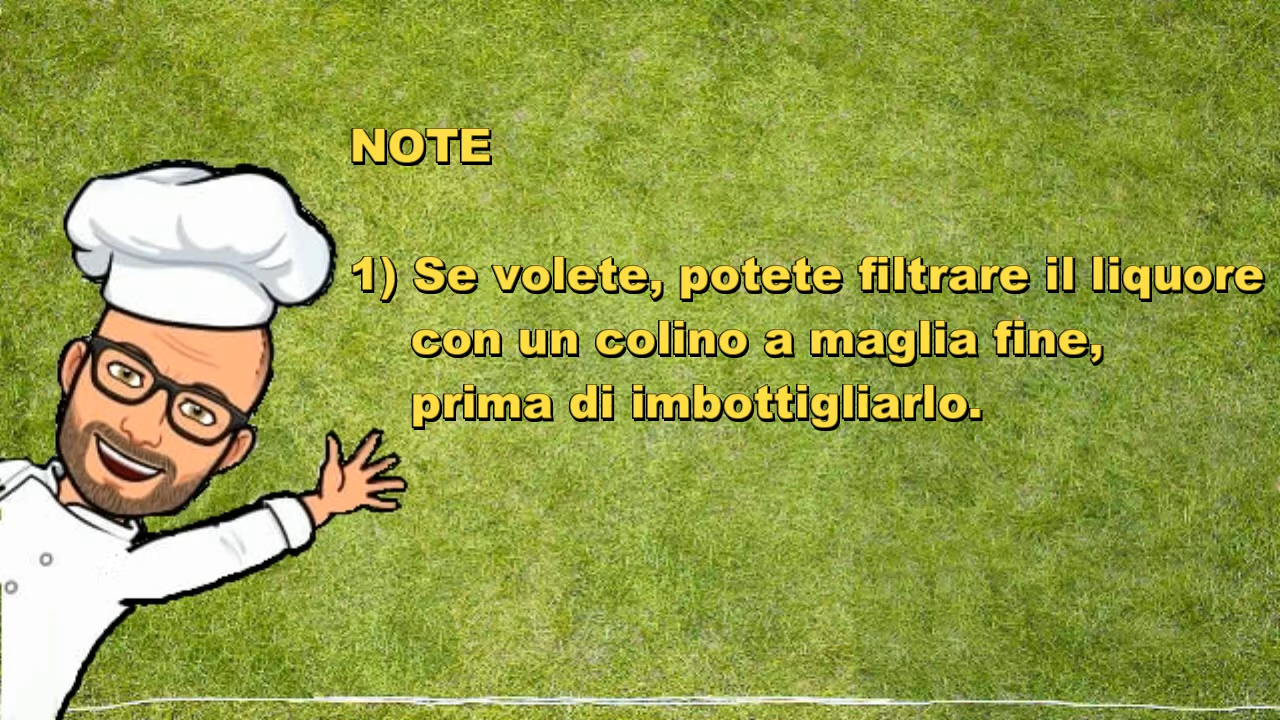 NOTE
1) Se volete, potete filtrare il liquore
con un colino a maglia fine,
prima di imbottigliarlo.